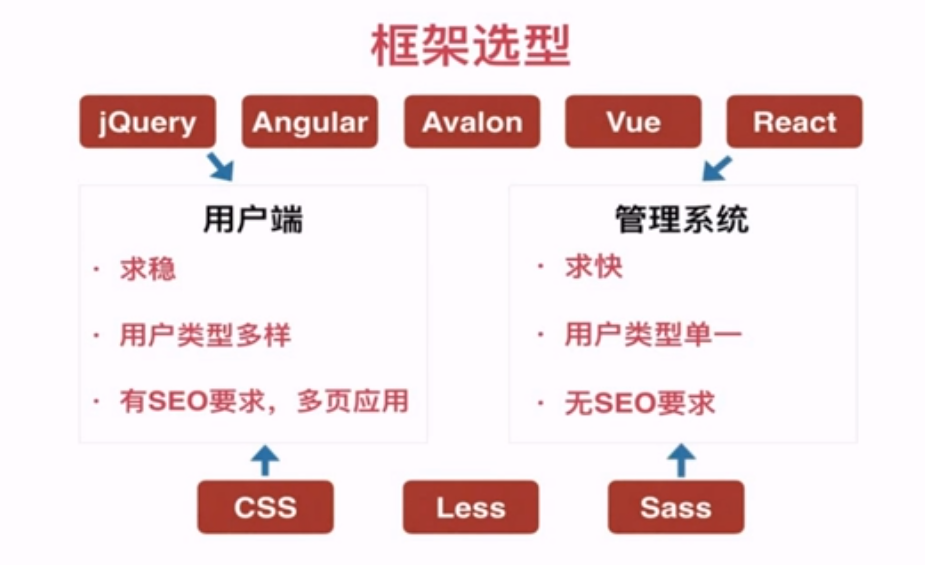 框架选型
jQuery
Angular
Avalon
Vue
React
用户端
· 求稳
· 用户类型多样
· 有SEO要求，多页应用
管理系统
· 求快
· 用户类型单一
· 无SEO要求
CSS
Less
Sass